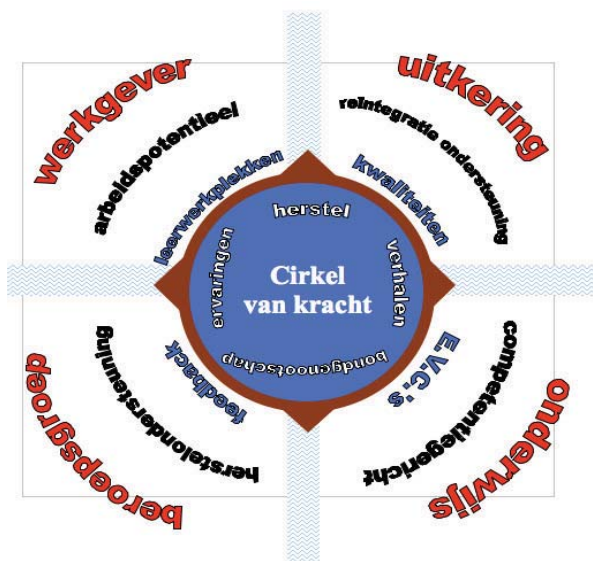 werkgever
arbeidspotentieel
leerwerkplekken
uitkering
reïntegratie ondersteuning
kwaliteiten
herstel
ervaringen
verhalen
Cirkel
van kracht
bondgenootschap
feedback
herstelondersteuning
beroepsgroep
E.V.C.'s
competentiegericht
onderwijs